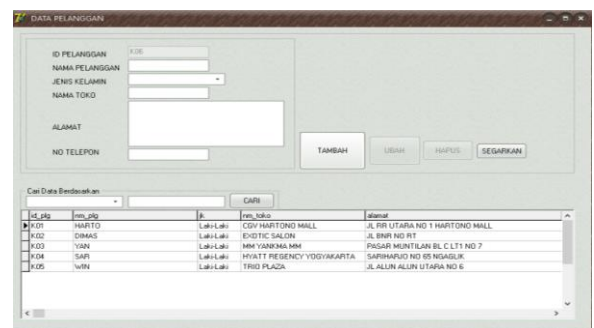 DATA PELANGGAN
ID PELANGGAN K06
NAMA PELANGGAN
JENIS KELAMIN
NAMA TOKO
ALAMAT
NO TELEPON
TAMBAH UBAH HAPUS SEGARKAN
Cari Data Berdasarkan
CARI
id_plg nm_plg jk nm_toko alamat
K01 HARTO Laki-Laki CGV HARTONO MALL JL RR UTARA NO 1 HARTONO MALL
K02 DIMAS Laki-Laki EXOTIC SALON JL BNR NO RT
K03 YAN Laki-Laki MM YANKMA MM PASAR MUNTILAN BL C LT1 NO 7
K04 SARI Laki-Laki HYATT REGENCY YOGYAKARTA SARIHARJO NO 65 NGAGLIK
K05 WIN Laki-Laki TRIO PLAZA JL ALUN ALUN UTARA NO 6